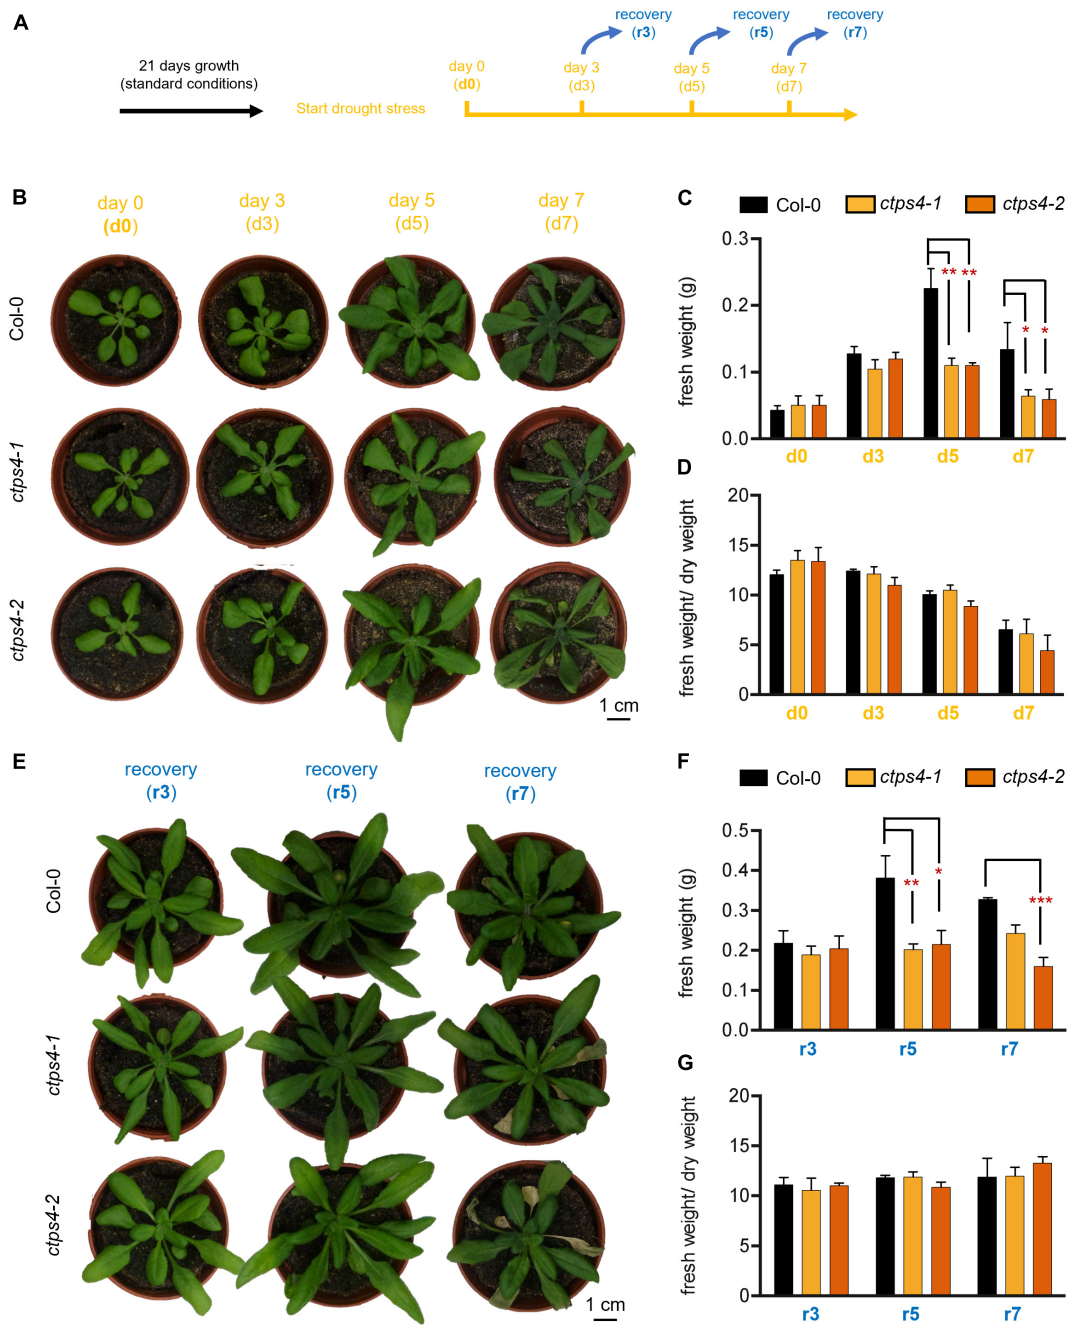 A
21 days growth
(standard conditions)
Start drought stress
day 0
(d0)
day 3
(d3)
day 5
(d5)
day 7
(d7)
recovery
(r3)
recovery
(r5)
recovery
(r7)
B
day 0
(d0)
day 3
(d3)
day 5
(d5)
day 7
(d7)
Col-0
ctps4-1
ctps4-2
1 cm
C
Col-0
ctps4-1
ctps4-2
fresh weight (g)
0.3
0.2
0.1
0.0
** **
* *
d0 d3 d5 d7
D
fresh weight/ dry weight
20
15
10
5
0
d0 d3 d5 d7
E
recovery
(r3)
recovery
(r5)
recovery
(r7)
Col-0
ctps4-1
ctps4-2
1 cm
F
Col-0
ctps4-1
ctps4-2
fresh weight (g)
0.5
0.4
0.3
0.2
0.1
0.0
** *
***
r3 r5 r7
G
fresh weight/ dry weight
20
15
10
5
0
r3 r5 r7